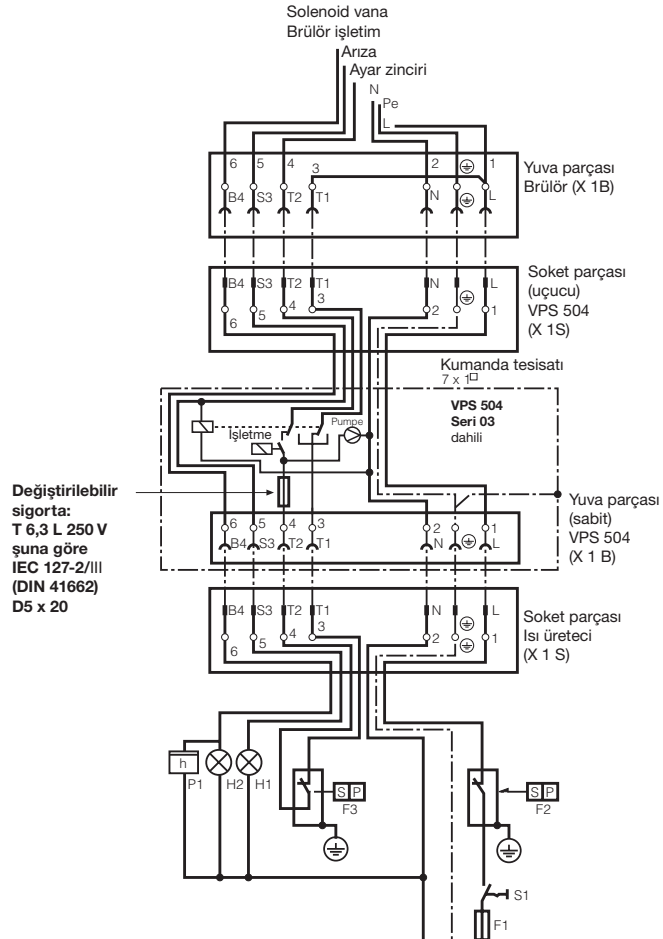 Solenoid vana
Brülör işletim
Arıza
Ayar zinciri
N
Pe
L
6 5 4 3 2 1
B4 S3 T2 T1 N L
Yuva parçası
Brülör (X 1B)
B4 S3 T2 T1 N L
6 5 4 3 2 1
Soket parçası
(uçucu)
VPS 504
(X 1S)
Kumanda tesisatı
7 x 1□
VPS 504
Seri 03
dahili
İşletme
Pumpe
Değiştirilebilir
sigorta:
T 6,3 L 250 V
şuna göre
IEC 127-2/III
(DIN 41662)
D5 x 20
6 5 4 3 2 1
B4 S3 T2 T1 N L
Yuva parçası
(sabit)
VPS 504
(X 1 B)
B4 S3 T2 T1 N L
6 5 4 3 2 1
Soket parçası
Isı üreteci
(X 1 S)
h
P1 H2 H1
S P
F3
S P
F2
S1
F1